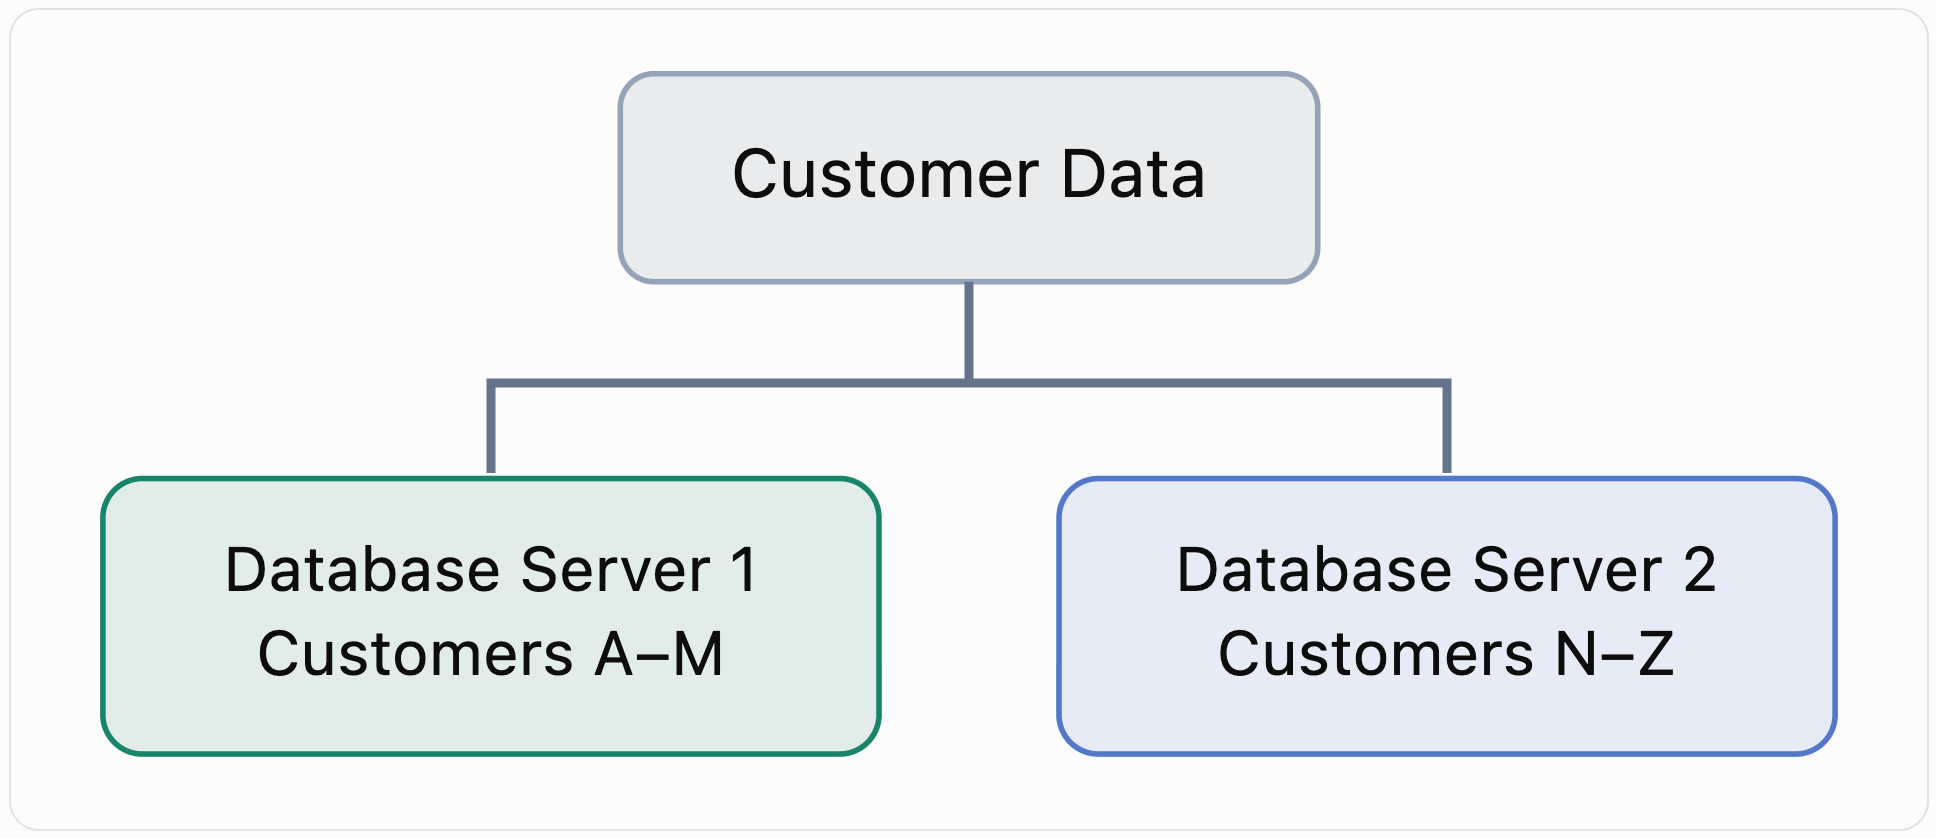 Customer Data
Database Server 1
Customers A–M
Database Server 2
Customers N–Z